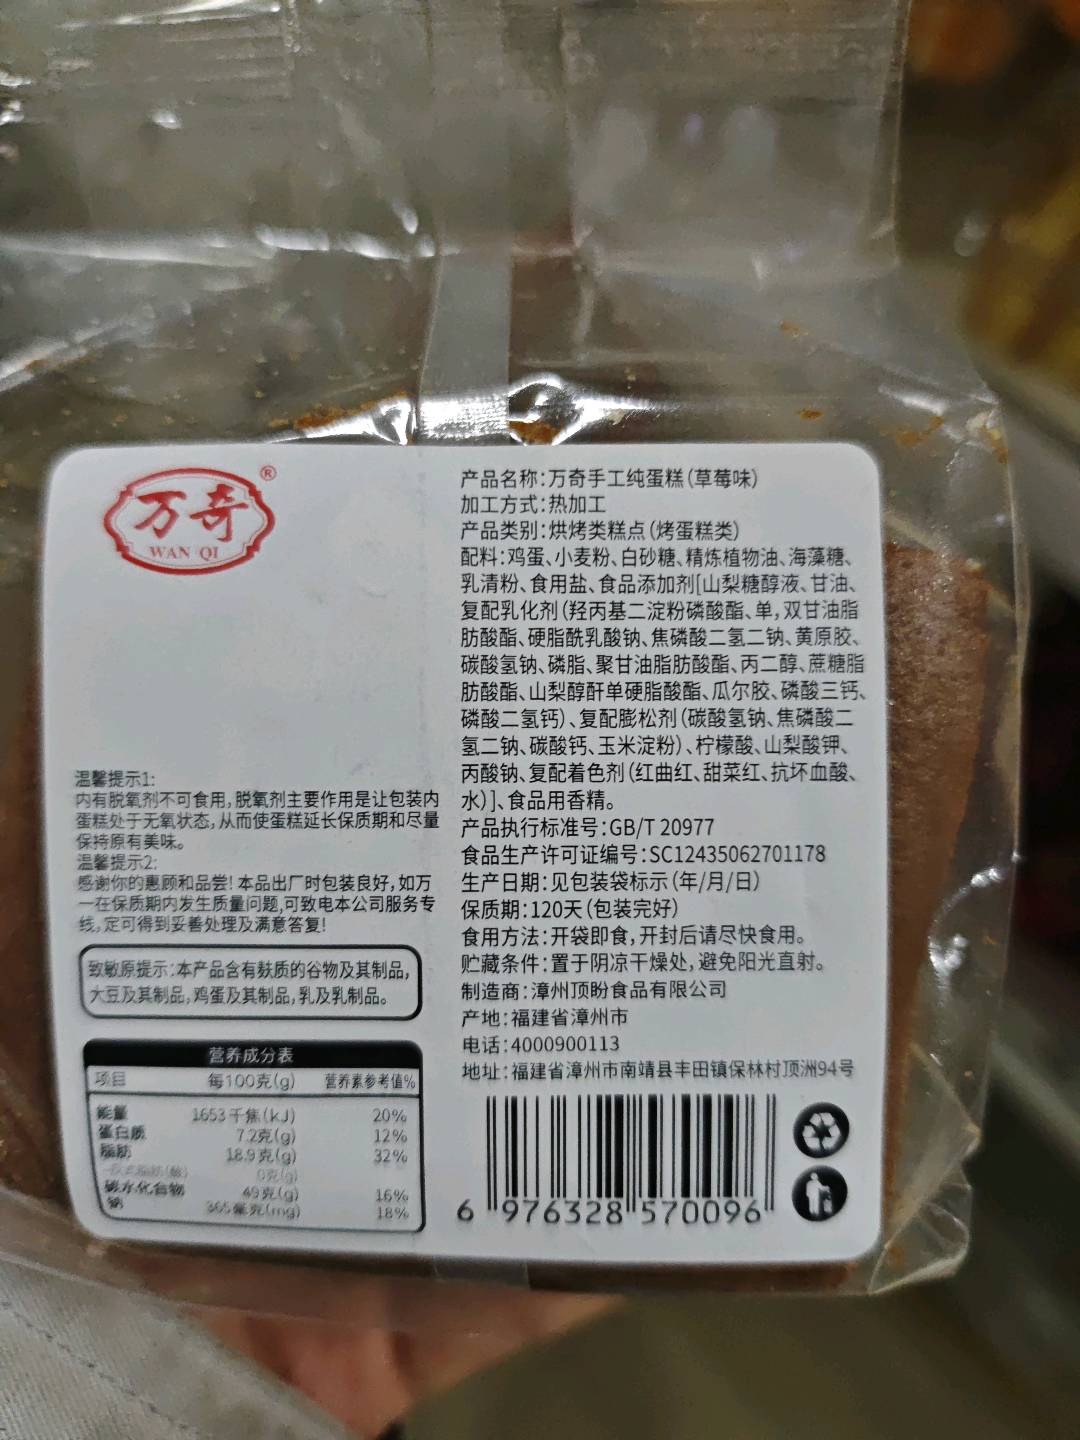 万奇®
WAN QI
温馨提示1:
内有脱氧剂不可食用,脱氧剂主要作用是让包装内
蛋糕处于无氧状态,从而使蛋糕延长保质期和尽量
保持原有美味。
温馨提示2:
感谢你的惠顾和品尝!本品出厂时包装良好,如万
一在保质期内发生质量问题,可致电本公司服务专
线,定可得到妥善处理及满意答复!
致敏原提示:本产品含有麸质的谷物及其制品,
大豆及其制品,鸡蛋及其制品,乳及乳制品。
营养成分表
项目 每100克(g) 营养素参考值%
能量 1653千焦(kJ) 20%
蛋白质 7.2克(g) 12%
脂肪 18.9克(g) 32%
—反式脂肪(酸) 0克(g)
碳水化合物 49克(g) 16%
钠 365毫克(mg) 18%
产品名称:万奇手工纯蛋糕(草莓味)
加工方式:热加工
产品类别:烘烤类糕点(烤蛋糕类)
配料:鸡蛋、小麦粉、白砂糖、精炼植物油、海藻糖、
乳清粉、食用盐、食品添加剂[山梨糖醇液、甘油、
复配乳化剂(羟丙基二淀粉磷酸酯、单,双甘油脂
肪酸酯、硬脂酰乳酸钠、焦磷酸二氢二钠、黄原胶、
碳酸氢钠、磷脂、聚甘油脂肪酸酯、丙二醇、蔗糖脂
肪酸酯、山梨醇酐单硬脂酸酯、瓜尔胶、磷酸三钙、
磷酸二氢钙)、复配膨松剂(碳酸氢钠、焦磷酸二
氢二钠、碳酸钙、玉米淀粉)、柠檬酸、山梨酸钾、
丙酸钠、复配着色剂(红曲红、甜菜红、抗坏血酸、
水)]、食品用香精。
产品执行标准号:GB/T 20977
食品生产许可证编号:SC12435062701178
生产日期:见包装袋标示(年/月/日)
保质期:120天(包装完好)
食用方法:开袋即食,开封后请尽快食用。
贮藏条件:置于阴凉干燥处,避免阳光直射。
制造商:漳州顶盼食品有限公司
产地:福建省漳州市
电话:4000900113
地址:福建省漳州市南靖县丰田镇保林村顶洲94号
6 976328 570096